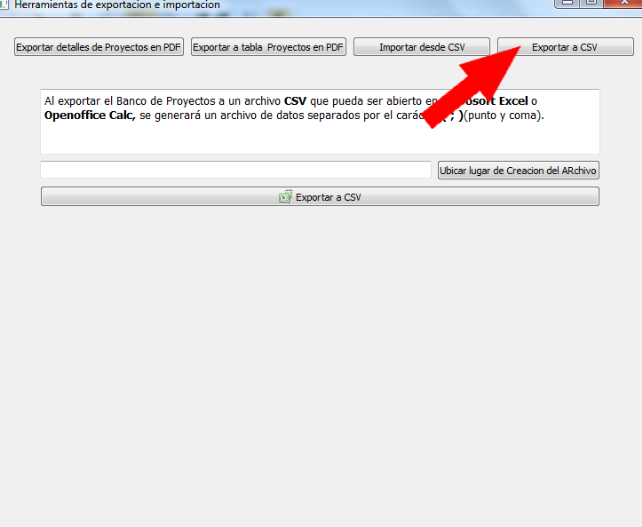 Herramientas de exportacion e importacion
Exportar detalles de Proyectos en PDF
Exportar a tabla Proyectos en PDF
Importar desde CSV
Exportar a CSV
Al exportar el Banco de Proyectos a un archivo CSV que pueda ser abierto en osoft Excel o
Openoffice Calc, se generará un archivo de datos separados por el carác ; )(punto y coma).
Ubicar lugar de Creacion del ARchivo
Exportar a CSV